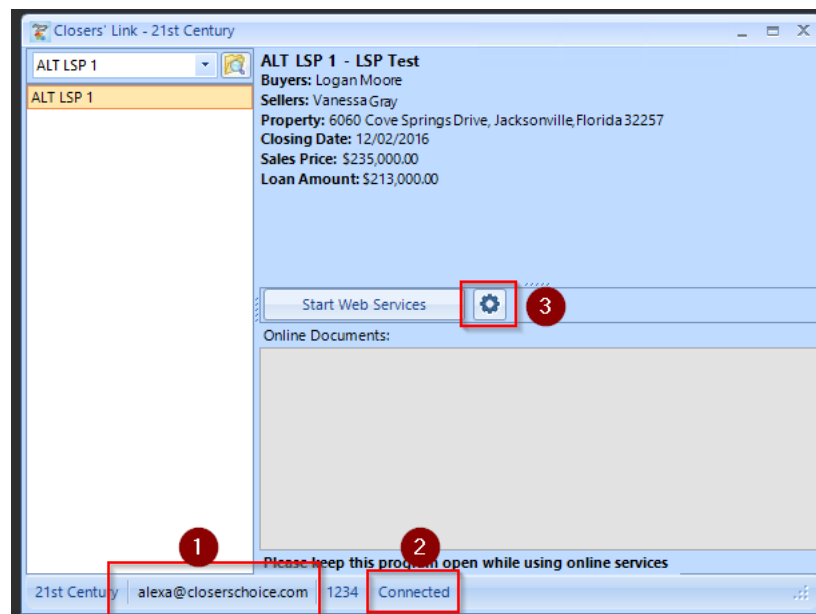 Closers' Link - 21st Century
ALT LSP 1
ALT LSP 1
ALT LSP 1 - LSP Test
Buyers: Logan Moore
Sellers: Vanessa Gray
Property: 6060 Cove Springs Drive, Jacksonville, Florida 32257
Closing Date: 12/02/2016
Sales Price: $235,000.00
Loan Amount: $213,000.00
Start Web Services
3
Online Documents:
1
2
Please keep this program open while using online services
21st Century alexa@closerschoice.com 1234 Connected